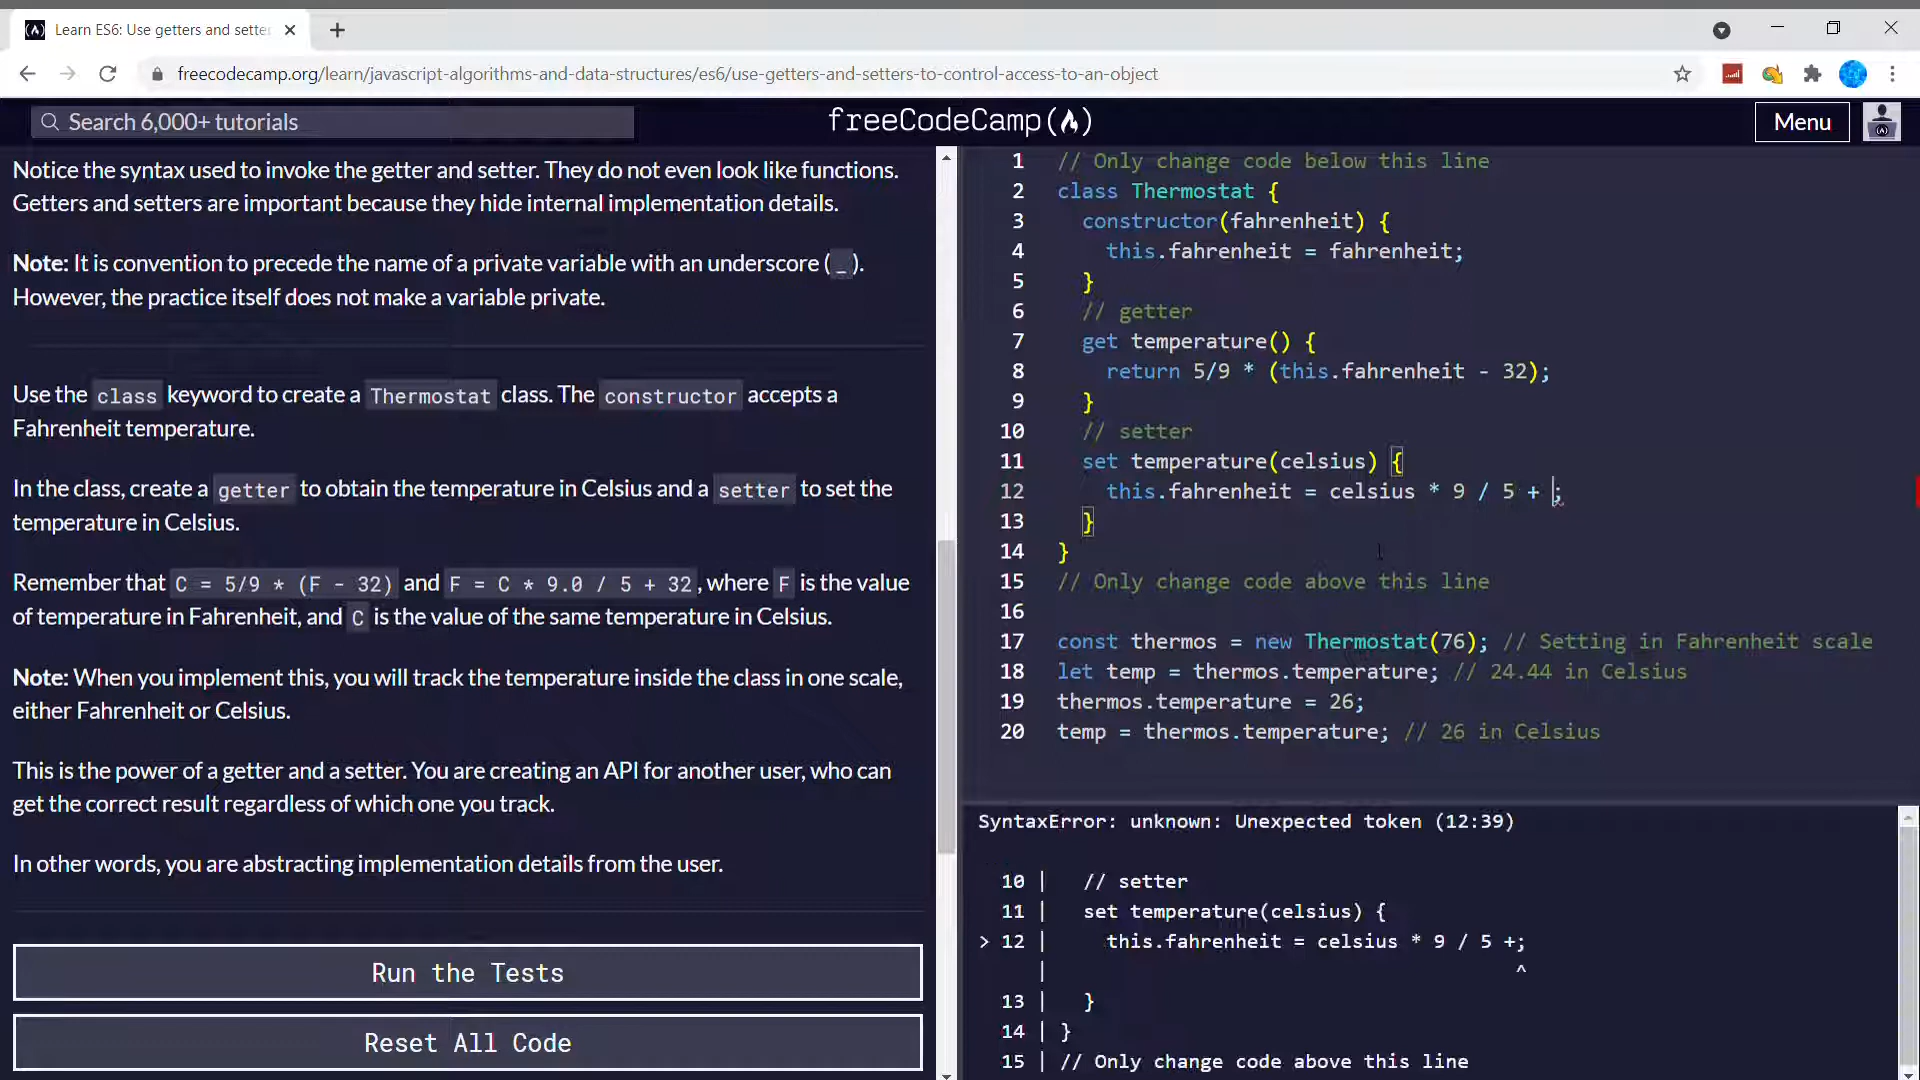 Learn ES6: Use getters and sette
freecodecamp.org/learn/javascript-algorithms-and-data-structures/es6/use-getters-and-setters-to-control-access-to-an-object
Search 6,000+ tutorials
freeCodeCamp
Menu
Notice the syntax used to invoke the getter and setter. They do not even look like functions.
Getters and setters are important because they hide internal implementation details.
Note: It is convention to precede the name of a private variable with an underscore (_).
However, the practice itself does not make a variable private.
Use the class keyword to create a Thermostat class. The constructor accepts a
Fahrenheit temperature.
In the class, create a getter to obtain the temperature in Celsius and a setter to set the
temperature in Celsius.
Remember that C = 5/9 * (F - 32) and F = C * 9.0 / 5 + 32, where F is the value
of temperature in Fahrenheit, and C is the value of the same temperature in Celsius.
Note: When you implement this, you will track the temperature inside the class in one scale,
either Fahrenheit or Celsius.
This is the power of a getter and a setter. You are creating an API for another user, who can
get the correct result regardless of which one you track.
In other words, you are abstracting implementation details from the user.
Run the Tests
Reset All Code
1 // Only change code below this line
2 class Thermostat {
3 constructor(fahrenheit) {
4 this.fahrenheit = fahrenheit;
5 }
6 // getter
7 get temperature() {
8 return 5/9 * (this.fahrenheit - 32);
9 }
10 // setter
11 set temperature(celsius) {
12 this.fahrenheit = celsius * 9 / 5 + ;
13 }
14 }
15 // Only change code above this line
16
17 const thermos = new Thermostat(76); // Setting in Fahrenheit scale
18 let temp = thermos.temperature; // 24.44 in Celsius
19 thermos.temperature = 26;
20 temp = thermos.temperature; // 26 in Celsius
SyntaxError: unknown: Unexpected token (12:39)
10 | // setter
11 | set temperature(celsius) {
> 12 | this.fahrenheit = celsius * 9 / 5 +;
| ^
13 | }
14 | }
15 | // Only change code above this line